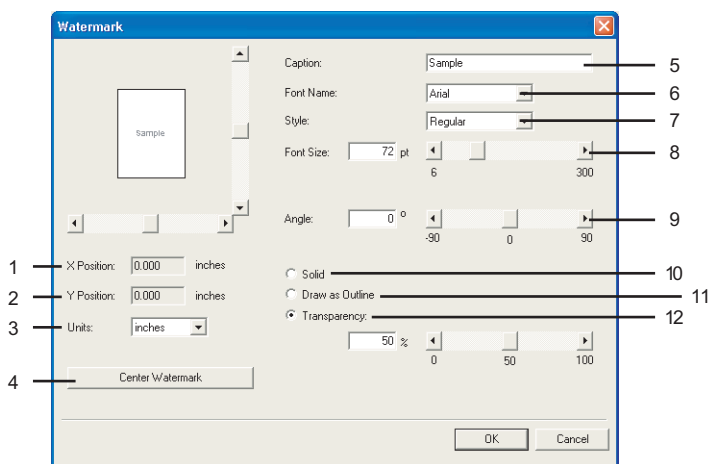 Watermark
Sample
Caption: Sample 5
Font Name: Arial 6
Style: Regular 7
Font Size: 72 pt 8
6 300
Angle: 0 o 9
-90 0 90
1 X Position: 0.000 inches
2 Y Position: 0.000 inches
3 Units: inches
4 Center Watermark
Solid 10
Draw as Outline 11
Transparency: 12
50 %
0 50 100
OK Cancel